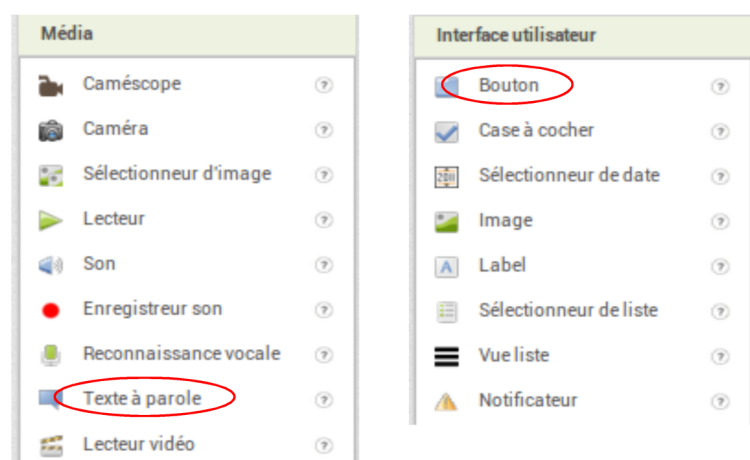 Média
Caméscope ?
Caméra ?
Sélectionneur d'image ?
Lecteur ?
Son ?
Enregistreur son ?
Reconnaissance vocale ?
Texte à parole ?
Lecteur vidéo ?
Interface utilisateur
Bouton ?
Case à cocher ?
2011 Sélectionneur de date ?
Image ?
A Label ?
Sélectionneur de liste ?
Vue liste ?
Notificateur ?